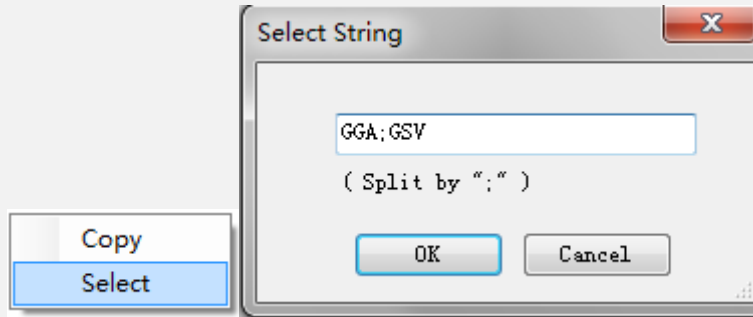 Select String
GGA;GSV
( Split by ″;″ )
OK
Cancel
Copy
Select